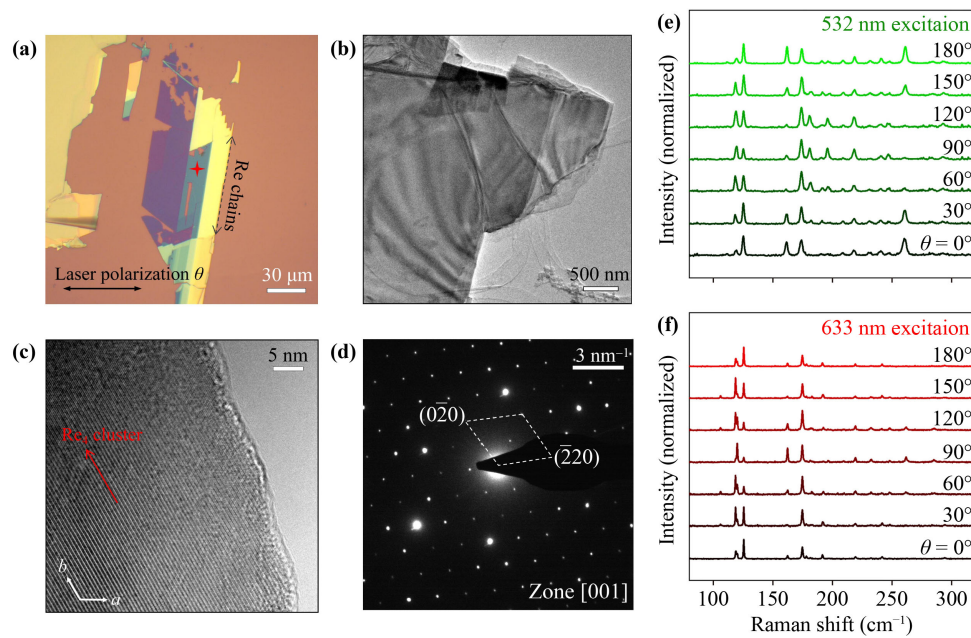 (a)
Re chains
Laser polarization θ
30 μm
(b)
500 nm
(c)
5 nm
Re₄ cluster
b
a
(d)
3 nm⁻¹
(02̅0)
(2̅20)
Zone [001]
(e)
532 nm excitaion
180°
150°
120°
90°
60°
30°
θ = 0°
Intensity (normalized)
(f)
633 nm excitaion
180°
150°
120°
90°
60°
30°
θ = 0°
Intensity (normalized)
100 150 200 250 300
Raman shift (cm⁻¹)